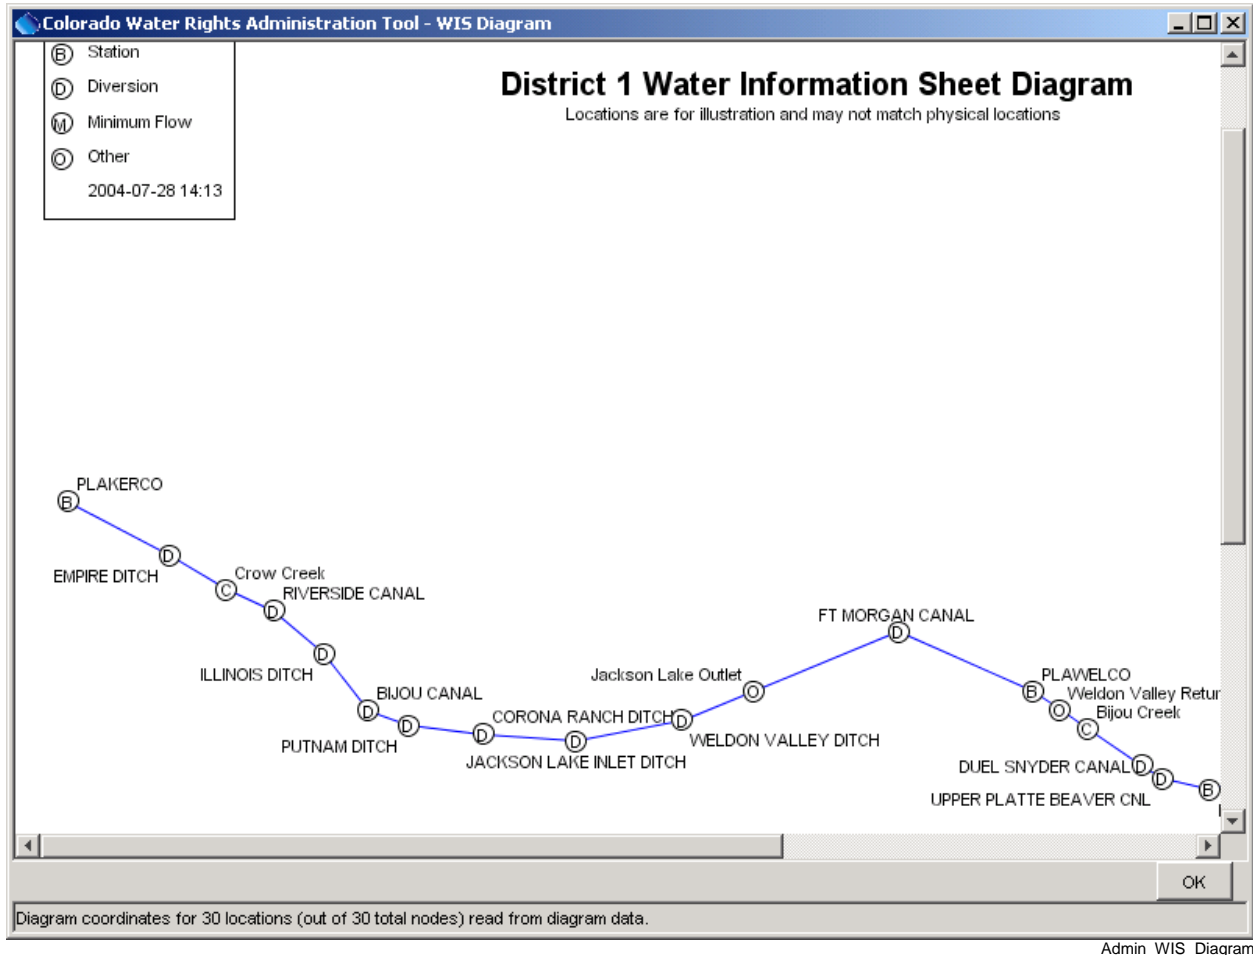 Colorado Water Rights Administration Tool - WIS Diagram
B Station
D Diversion
M Minimum Flow
O Other
2004-07-28 14:13
District 1 Water Information Sheet Diagram
Locations are for illustration and may not match physical locations
PLAKERCO
B
D
EMPIRE DITCH
Crow Creek
C
RIVERSIDE CANAL
D
FT MORGAN CANAL
D
D
ILLINOIS DITCH
Jackson Lake Outlet
O
PLAWELCO
B
Weldon Valley Retur
O
BIJOU CANAL
D
Bijou Creek
C
CORONA RANCH DITCH
D
D
PUTNAM DITCH
D
WELDON VALLEY DITCH
D
JACKSON LAKE INLET DITCH
DUEL SNYDER CANAL
D
D
UPPER PLATTE BEAVER CNL
B
OK
Diagram coordinates for 30 locations (out of 30 total nodes) read from diagram data.
Admin_WIS_Diagram